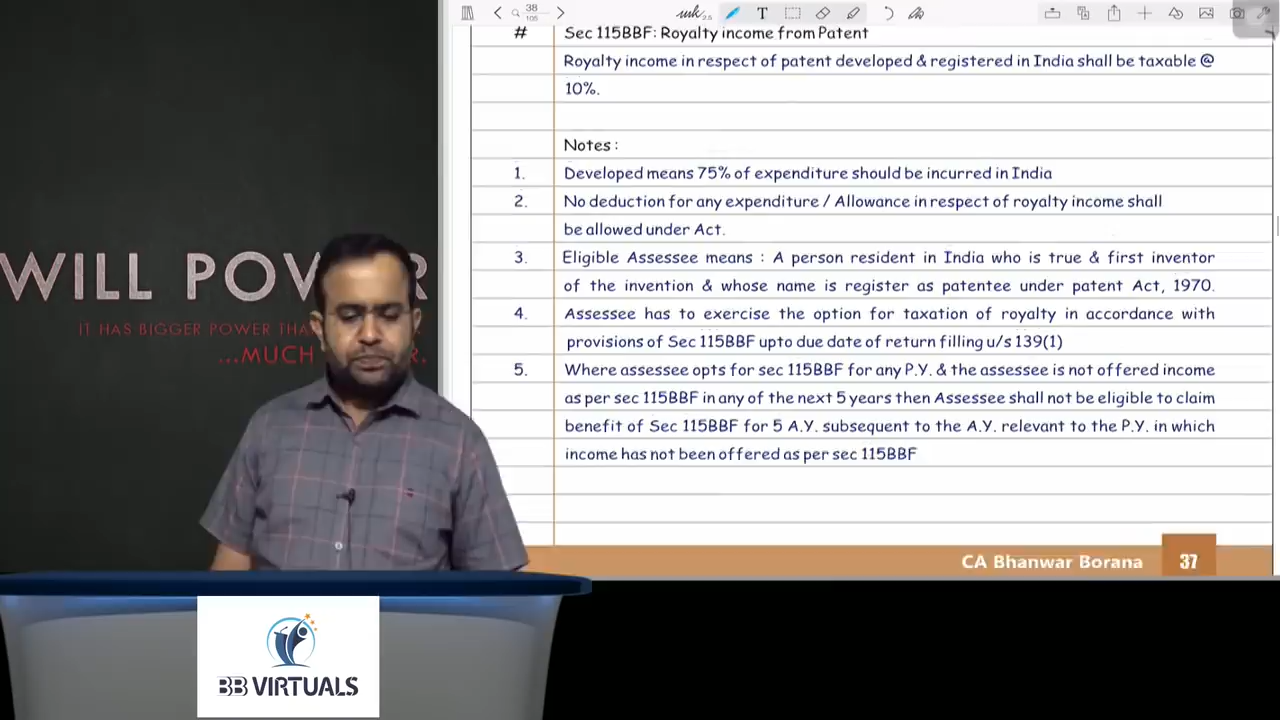 38
105
T
# Sec 115BBF: Royalty income from Patent
Royalty income in respect of patent developed & registered in India shall be taxable @
10%.
Notes :
1. Developed means 75% of expenditure should be incurred in India
2. No deduction for any expenditure / Allowance in respect of royalty income shall
be allowed under Act.
3. Eligible Assessee means : A person resident in India who is true & first inventor
of the invention & whose name is register as patentee under patent Act, 1970.
4. Assessee has to exercise the option for taxation of royalty in accordance with
provisions of Sec 115BBF upto due date of return filling u/s 139(1)
5. Where assessee opts for sec 115BBF for any P.Y. & the assessee is not offered income
as per sec 115BBF in any of the next 5 years then Assessee shall not be eligible to claim
benefit of Sec 115BBF for 5 A.Y. subsequent to the A.Y. relevant to the P.Y. in which
income has not been offered as per sec 115BBF
CA Bhanwar Borana 37
WILL POW R
IT HAS BIGGER POWER THA
...MUCH R.
BB VIRTUALS